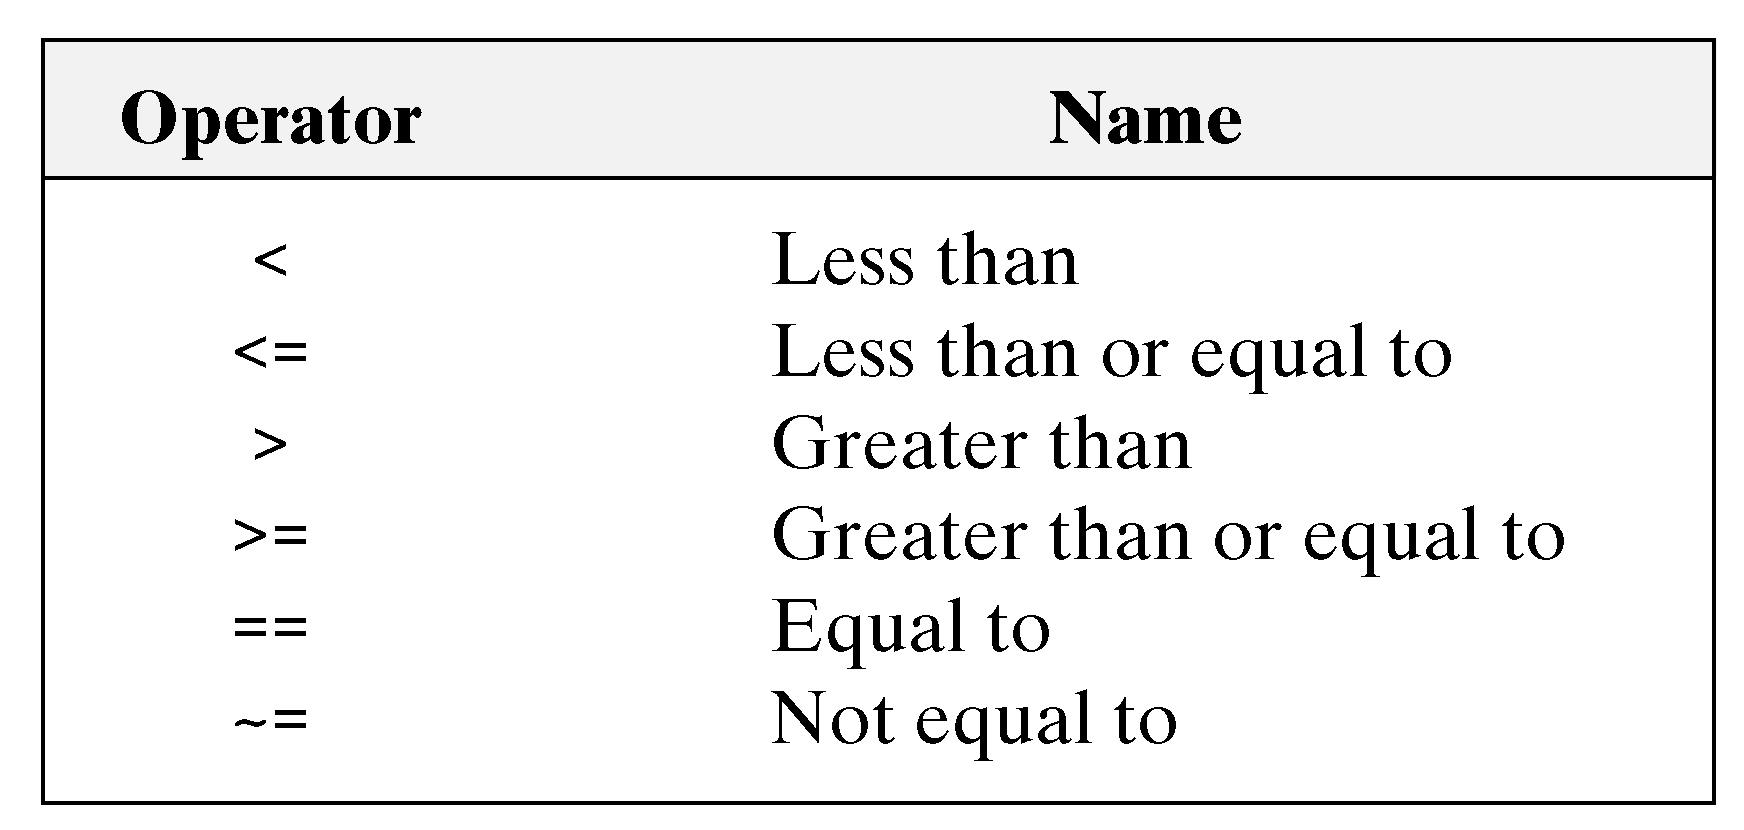 Operator Name
< Less than
<= Less than or equal to
> Greater than
>= Greater than or equal to
== Equal to
~= Not equal to